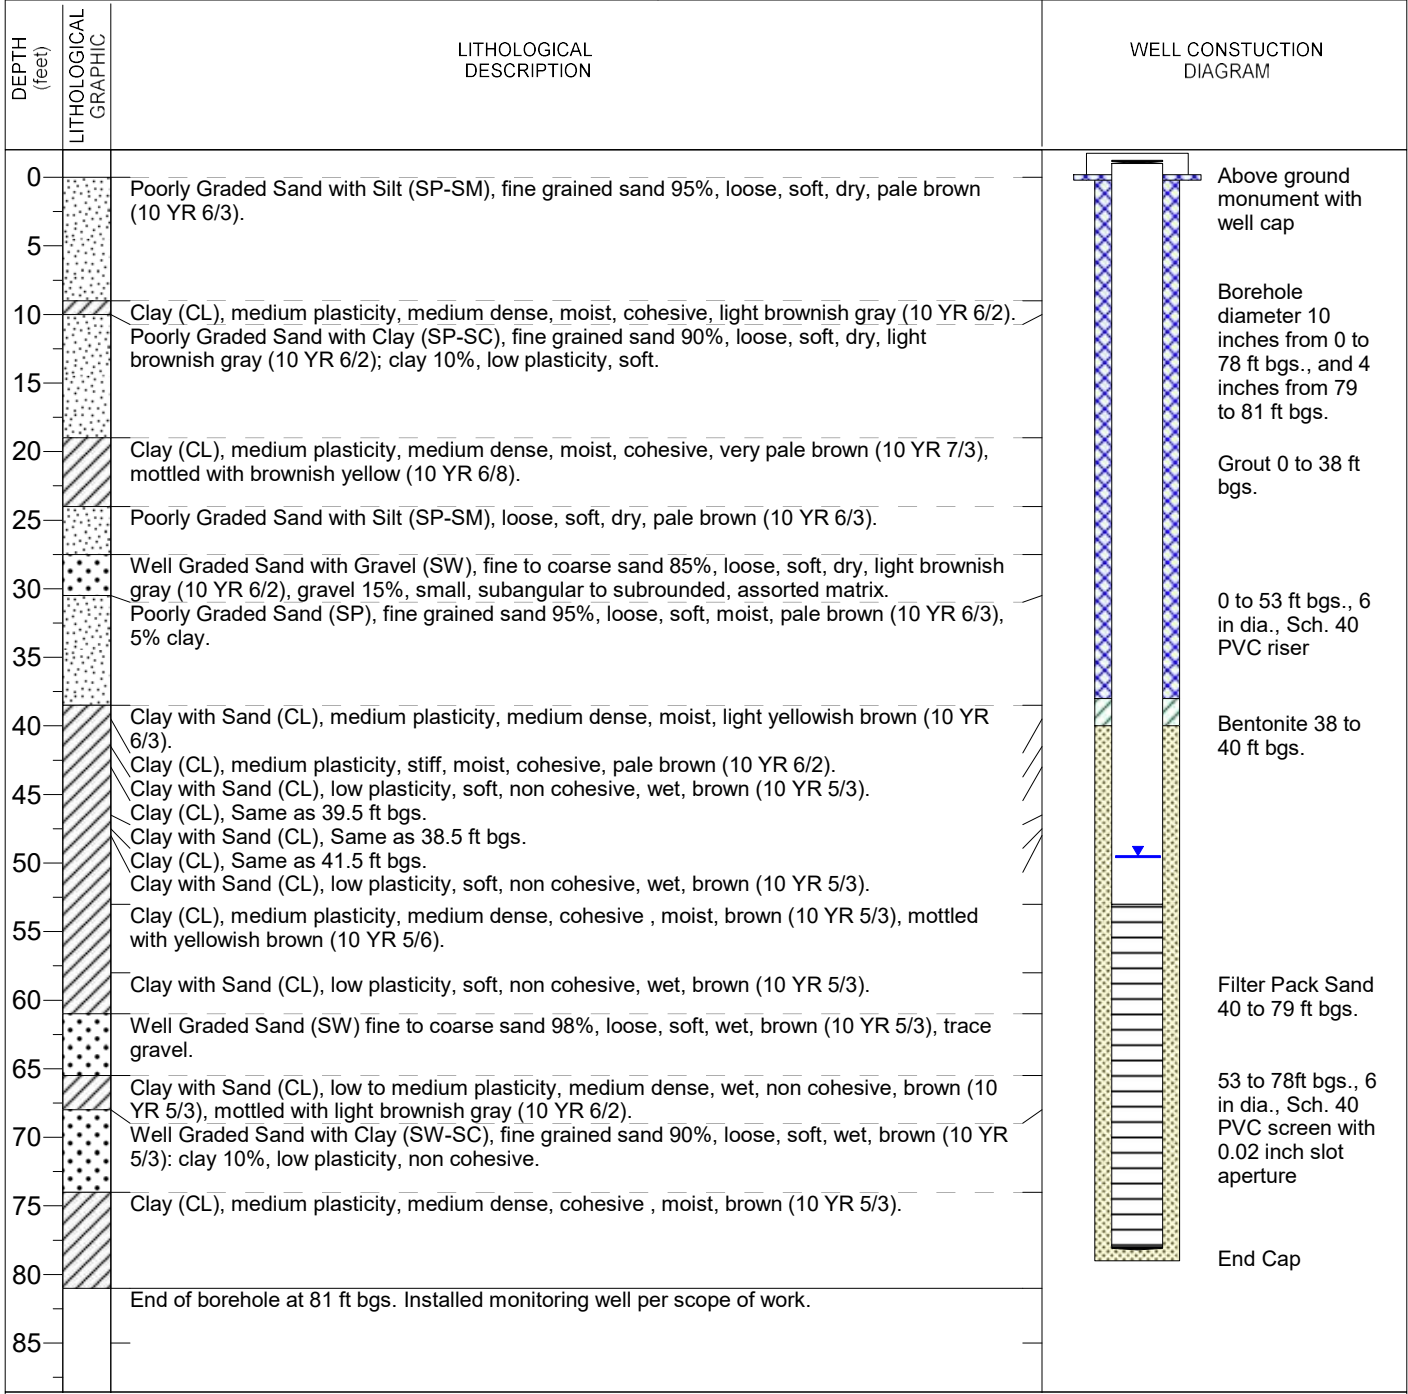 DEPTH
(feet)
LITHOLOGICAL
GRAPHIC
LITHOLOGICAL
DESCRIPTION
WELL CONSTUCTION
DIAGRAM
0
5
10
15
20
25
30
35
40
45
50
55
60
65
70
75
80
85
Poorly Graded Sand with Silt (SP-SM), fine grained sand 95%, loose, soft, dry, pale brown
(10 YR 6/3).
Clay (CL), medium plasticity, medium dense, moist, cohesive, light brownish gray (10 YR 6/2).
Poorly Graded Sand with Clay (SP-SC), fine grained sand 90%, loose, soft, dry, light
brownish gray (10 YR 6/2); clay 10%, low plasticity, soft.
Clay (CL), medium plasticity, medium dense, moist, cohesive, very pale brown (10 YR 7/3),
mottled with brownish yellow (10 YR 6/8).
Poorly Graded Sand with Silt (SP-SM), loose, soft, dry, pale brown (10 YR 6/3).
Well Graded Sand with Gravel (SW), fine to coarse sand 85%, loose, soft, dry, light brownish
gray (10 YR 6/2), gravel 15%, small, subangular to subrounded, assorted matrix.
Poorly Graded Sand (SP), fine grained sand 95%, loose, soft, moist, pale brown (10 YR 6/3),
5% clay.
Clay with Sand (CL), medium plasticity, medium dense, moist, light yellowish brown (10 YR
6/3).
Clay (CL), medium plasticity, stiff, moist, cohesive, pale brown (10 YR 6/2).
Clay with Sand (CL), low plasticity, soft, non cohesive, wet, brown (10 YR 5/3).
Clay (CL), Same as 39.5 ft bgs.
Clay with Sand (CL), Same as 38.5 ft bgs.
Clay (CL), Same as 41.5 ft bgs.
Clay with Sand (CL), low plasticity, soft, non cohesive, wet, brown (10 YR 5/3).
Clay (CL), medium plasticity, medium dense, cohesive , moist, brown (10 YR 5/3), mottled
with yellowish brown (10 YR 5/6).
Clay with Sand (CL), low plasticity, soft, non cohesive, wet, brown (10 YR 5/3).
Well Graded Sand (SW) fine to coarse sand 98%, loose, soft, wet, brown (10 YR 5/3), trace
gravel.
Clay with Sand (CL), low to medium plasticity, medium dense, wet, non cohesive, brown (10
YR 5/3), mottled with light brownish gray (10 YR 6/2).
Well Graded Sand with Clay (SW-SC), fine grained sand 90%, loose, soft, wet, brown (10 YR
5/3): clay 10%, low plasticity, non cohesive.
Clay (CL), medium plasticity, medium dense, cohesive , moist, brown (10 YR 5/3).
End of borehole at 81 ft bgs. Installed monitoring well per scope of work.
Above ground
monument with
well cap
Borehole
diameter 10
inches from 0 to
78 ft bgs., and 4
inches from 79
to 81 ft bgs.
Grout 0 to 38 ft
bgs.
0 to 53 ft bgs., 6
in dia., Sch. 40
PVC riser
Bentonite 38 to
40 ft bgs.
Filter Pack Sand
40 to 79 ft bgs.
53 to 78ft bgs., 6
in dia., Sch. 40
PVC screen with
0.02 inch slot
aperture
End Cap